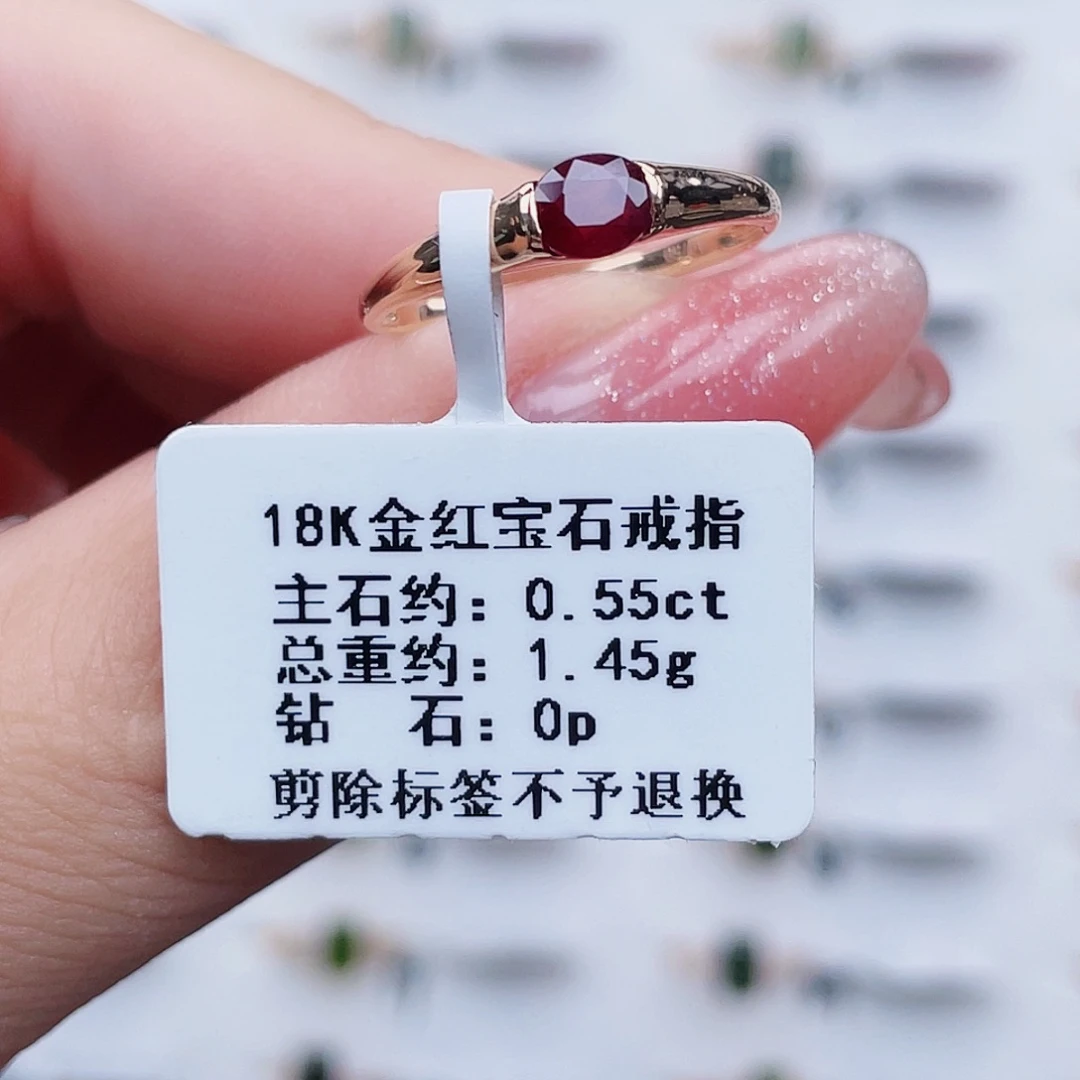 18K金红宝石戒指
主石约：0.55ct
总重约：1.45g
钻 石：0p
剪除标签不予退换